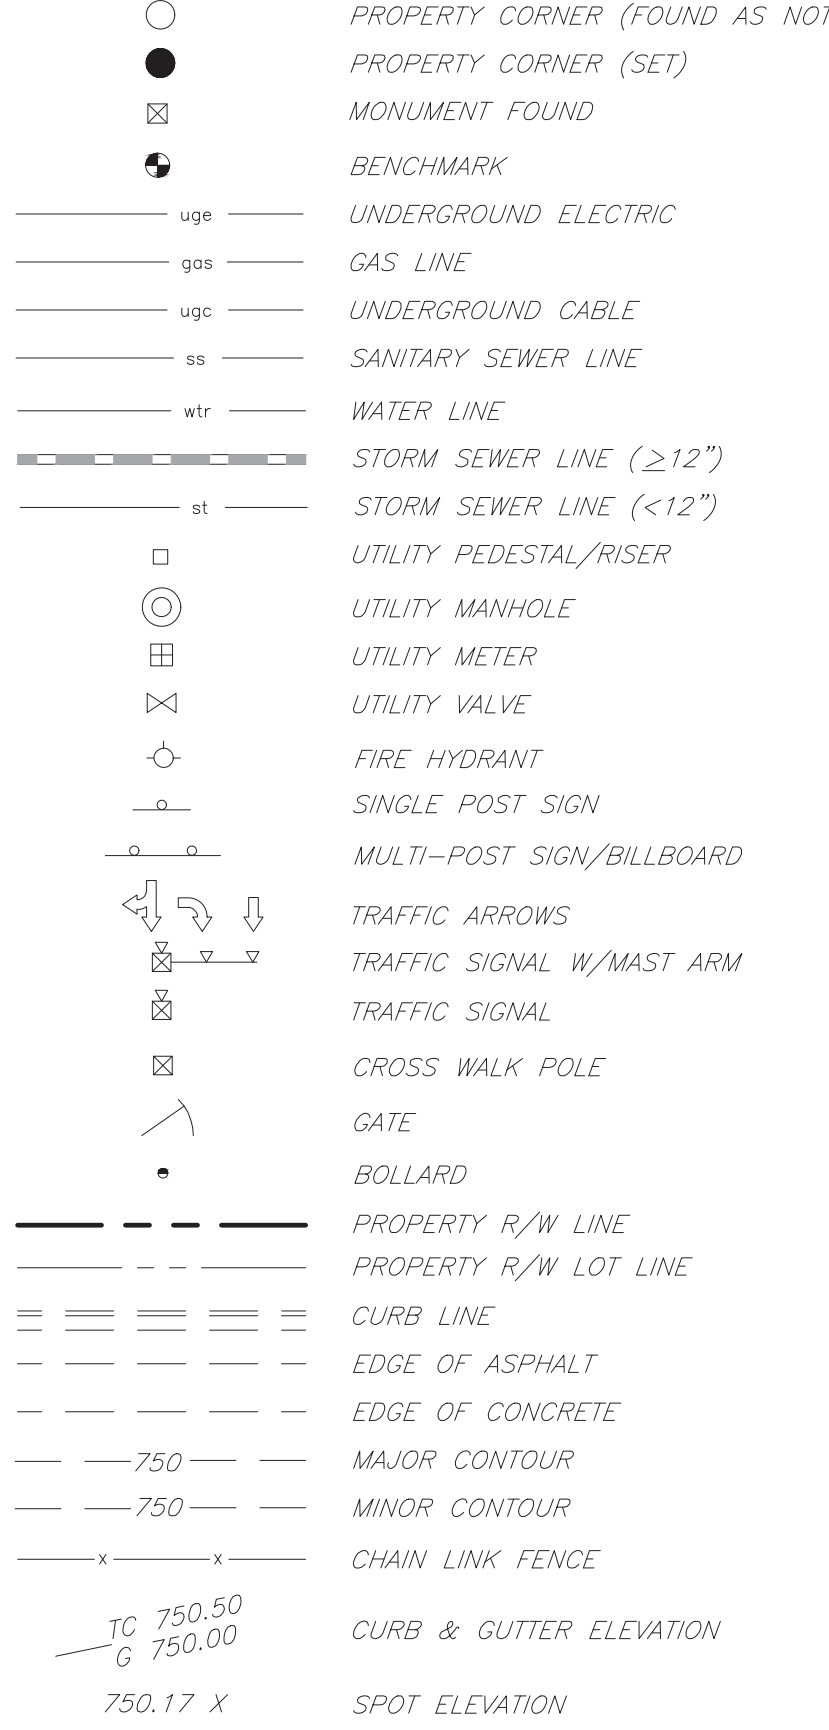 PROPERTY CORNER (FOUND AS NOT
PROPERTY CORNER (SET)
MONUMENT FOUND
BENCHMARK
uge UNDERGROUND ELECTRIC
gas GAS LINE
ugc UNDERGROUND CABLE
ss SANITARY SEWER LINE
wtr WATER LINE
STORM SEWER LINE (≥12")
st STORM SEWER LINE (<12")
UTILITY PEDESTAL/RISER
UTILITY MANHOLE
UTILITY METER
UTILITY VALVE
FIRE HYDRANT
SINGLE POST SIGN
MULTI-POST SIGN/BILLBOARD
TRAFFIC ARROWS
TRAFFIC SIGNAL W/MAST ARM
TRAFFIC SIGNAL
CROSS WALK POLE
GATE
BOLLARD
PROPERTY R/W LINE
PROPERTY R/W LOT LINE
CURB LINE
EDGE OF ASPHALT
EDGE OF CONCRETE
750 MAJOR CONTOUR
750 MINOR CONTOUR
x x CHAIN LINK FENCE
TC 750.50
G 750.00
CURB & GUTTER ELEVATION
750.17 X SPOT ELEVATION